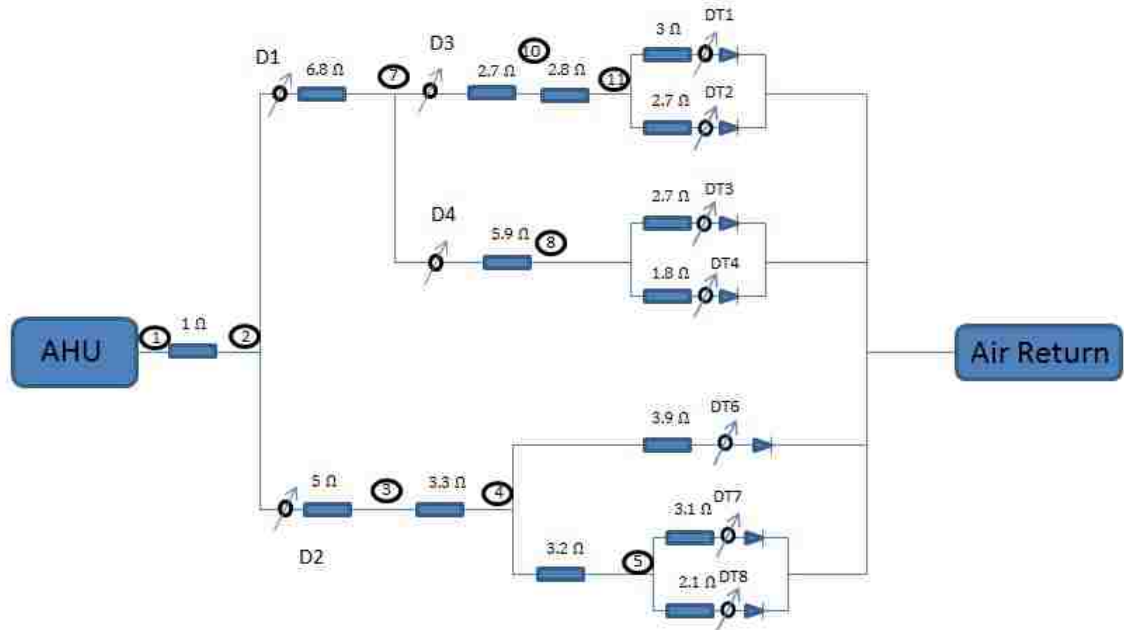 DT1
D1
D3
3 Ω
6.8 Ω
7
10
2.7 Ω
2.8 Ω
11
DT2
2.7 Ω
DT3
2.7 Ω
D4
5.9 Ω
8
DT4
1.8 Ω
AHU
1
1 Ω
2
Air Return
DT6
3.9 Ω
5 Ω
3
3.3 Ω
4
DT7
3.1 Ω
D2
3.2 Ω
5
2.1 Ω
DT8